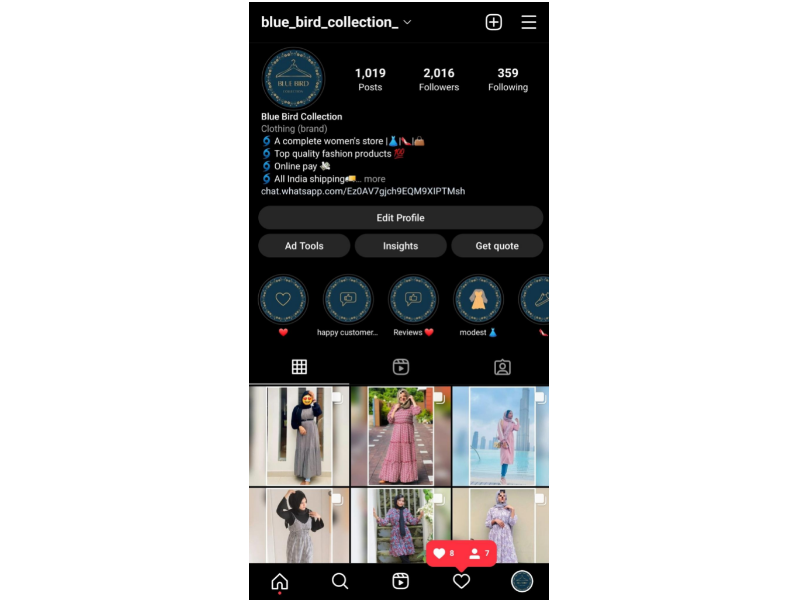 blue_bird_collection_
BLUE BIRD
1,019
Posts
2,016
Followers
359
Following
Blue Bird Collection
Clothing (brand)
🌀 A complete women's store |👗|👠|👜
🌀 Top quality fashion products 💯
🌀 Online pay 💸
🌀 All India shipping🚚... more
chat.whatsapp.com/Ez0AV7gjch9EQM9XIPTMsh
Edit Profile
Ad Tools
Insights
Get quote
❤️
happy customer...
Reviews ❤️
modest 👗
👠
8
7